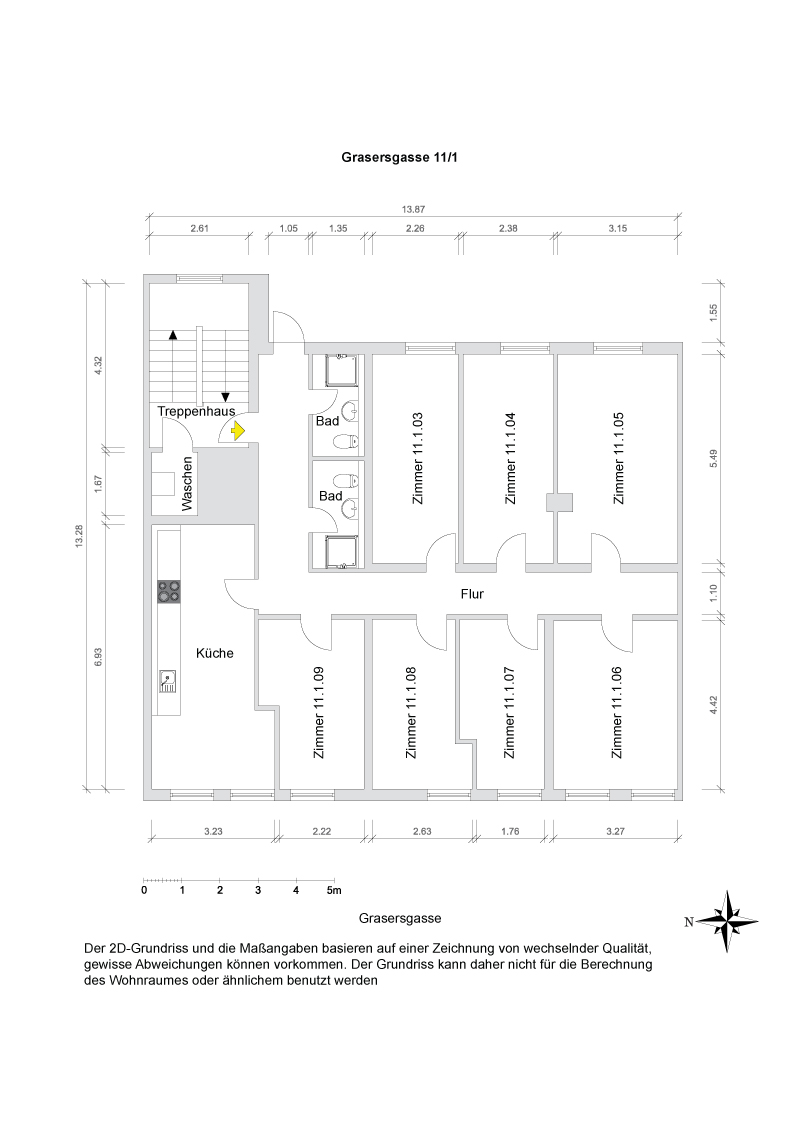 Grasersgasse 11/1
13.87
2.61
1.05
1.35
2.26
2.38
3.15
1.55
4.32
Treppenhaus
Bad
Zimmer 11.1.03
Zimmer 11.1.04
Zimmer 11.1.05
5.49
1.67
Waschen
Bad
13.28
Flur
1.10
6.93
Küche
Zimmer 11.1.09
Zimmer 11.1.08
Zimmer 11.1.07
Zimmer 11.1.06
4.42
3.23
2.22
2.63
1.76
3.27
0 1 2 3 4 5m
Grasersgasse
N
Der 2D-Grundriss und die Maßangaben basieren auf einer Zeichnung von wechselnder Qualität,
gewisse Abweichungen können vorkommen. Der Grundriss kann daher nicht für die Berechnung
des Wohnraumes oder ähnlichem benutzt werden